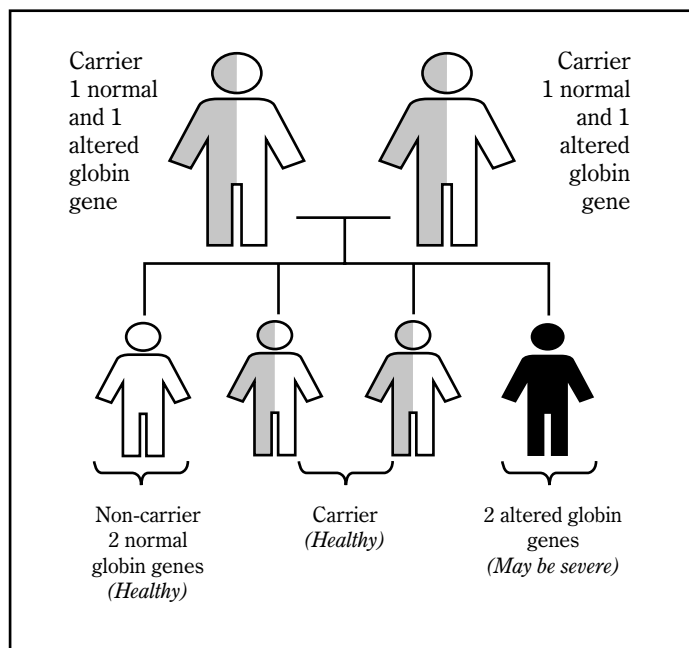 Carrier
1 normal
and 1
altered
globin
gene
Carrier
1 normal
and 1
altered
globin
gene
Non-carrier
2 normal
globin genes
(Healthy)
Carrier
(Healthy)
2 altered globin
genes
(May be severe)